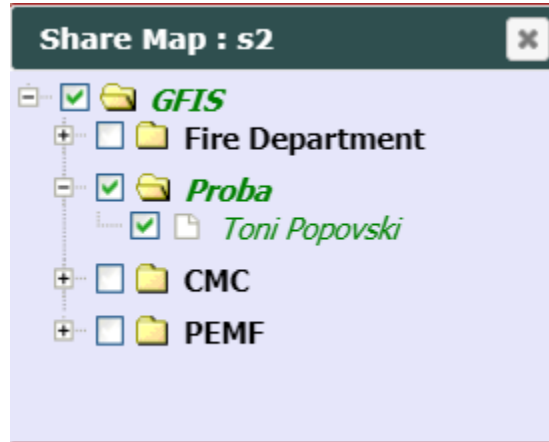 Share Map : s2
GFIS
Fire Department
Proba
Toni Popovski
CMC
PEMF